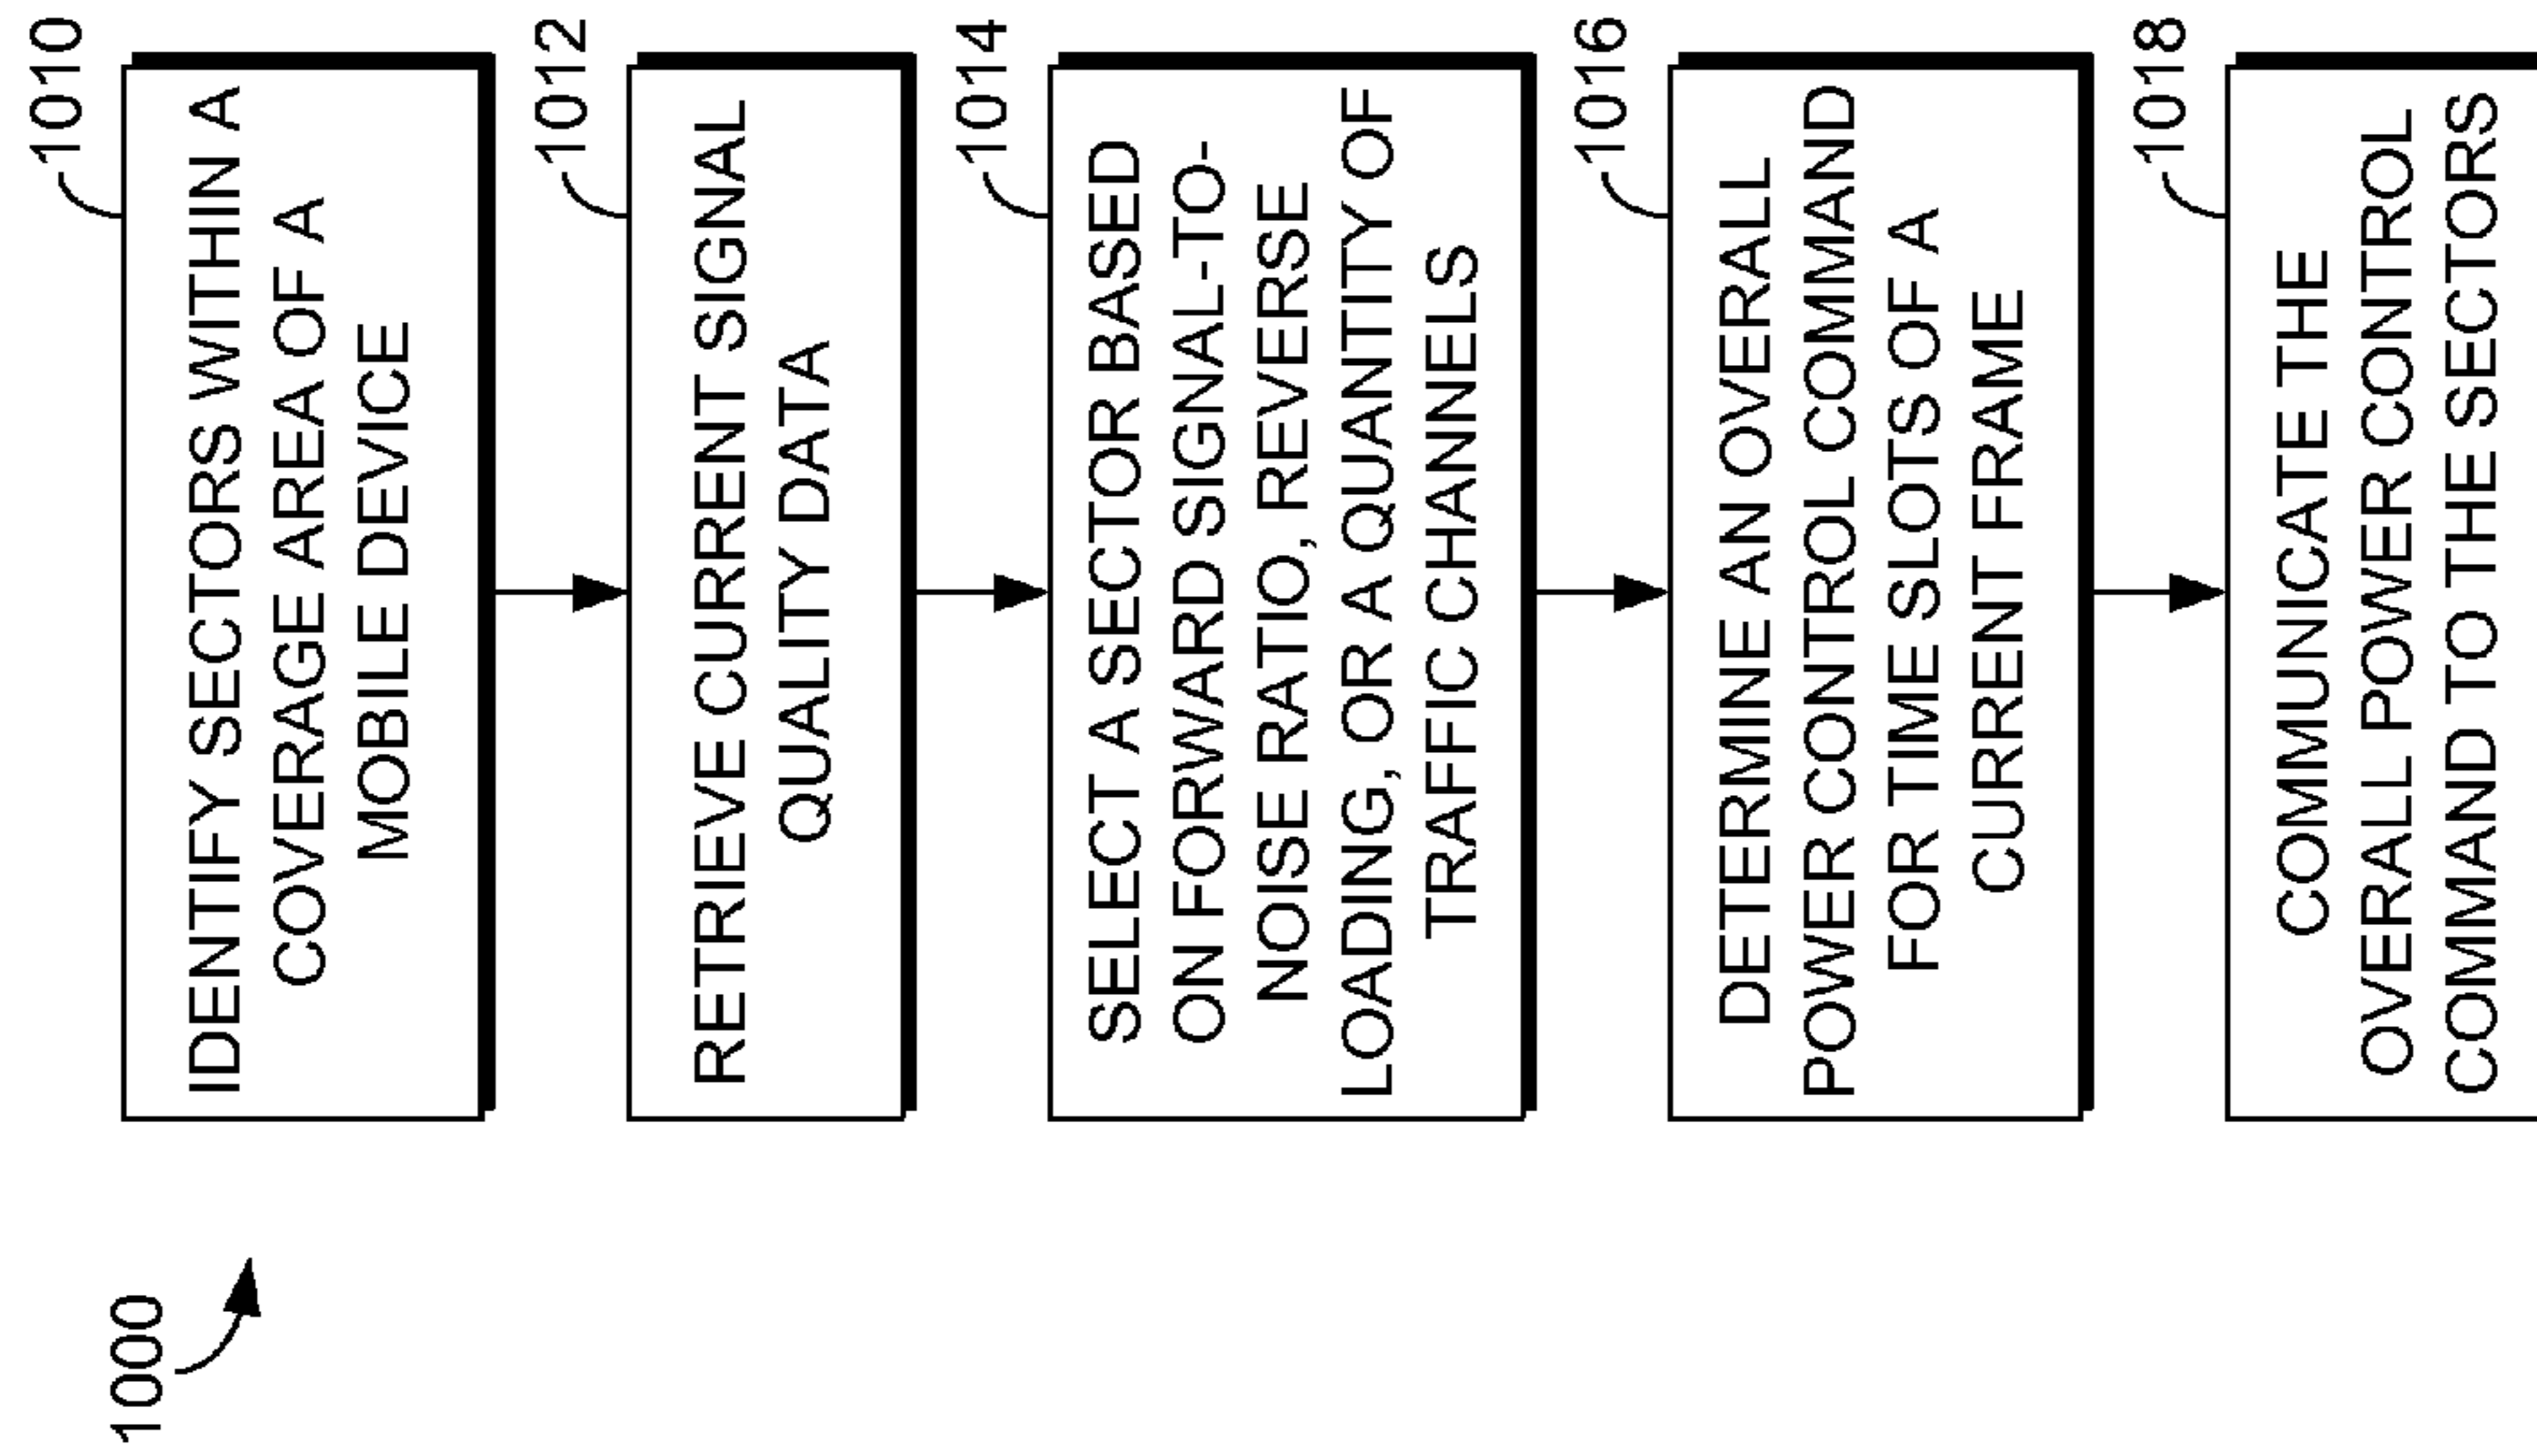 1000
1010
IDENTIFY SECTORS WITHIN A
COVERAGE AREA OF A
MOBILE DEVICE
1012
RETRIEVE CURRENT SIGNAL
QUALITY DATA
1014
SELECT A SECTOR BASED
ON FORWARD SIGNAL-TO-
NOISE RATIO, REVERSE
LOADING, OR A QUANTITY OF
TRAFFIC CHANNELS
1016
DETERMINE AN OVERALL
POWER CONTROL COMMAND
FOR TIME SLOTS OF A
CURRENT FRAME
1018
COMMUNICATE THE
OVERALL POWER CONTROL
COMMAND TO THE SECTORS